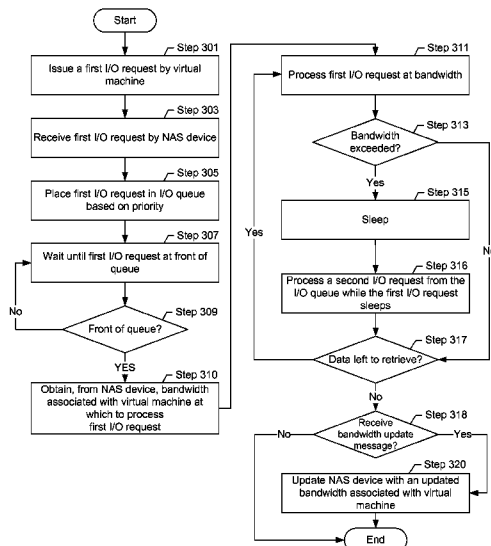 Start
Step 301
Issue a first I/O request by virtual
machine
Step 303
Receive first I/O request by NAS device
Step 305
Place first I/O request in I/O queue
based on priority
Step 307
Wait until first I/O request at front of
queue
No
Step 309
Front of queue?
YES
Step 310
Obtain, from NAS device, bandwidth
associated with virtual machine at
which to process
first I/O request
Step 311
Process first I/O request at bandwidth
Step 313
Bandwidth
exceeded?
Yes
Step 315
Sleep
Yes
Step 316
Process a second I/O request from the
I/O queue while the first I/O request
sleeps
Step 317
Data left to retrieve?
No
Step 318
Receive
bandwidth update
message?
No
Yes
Step 320
Update NAS device with an updated
bandwidth associated with virtual
machine
End